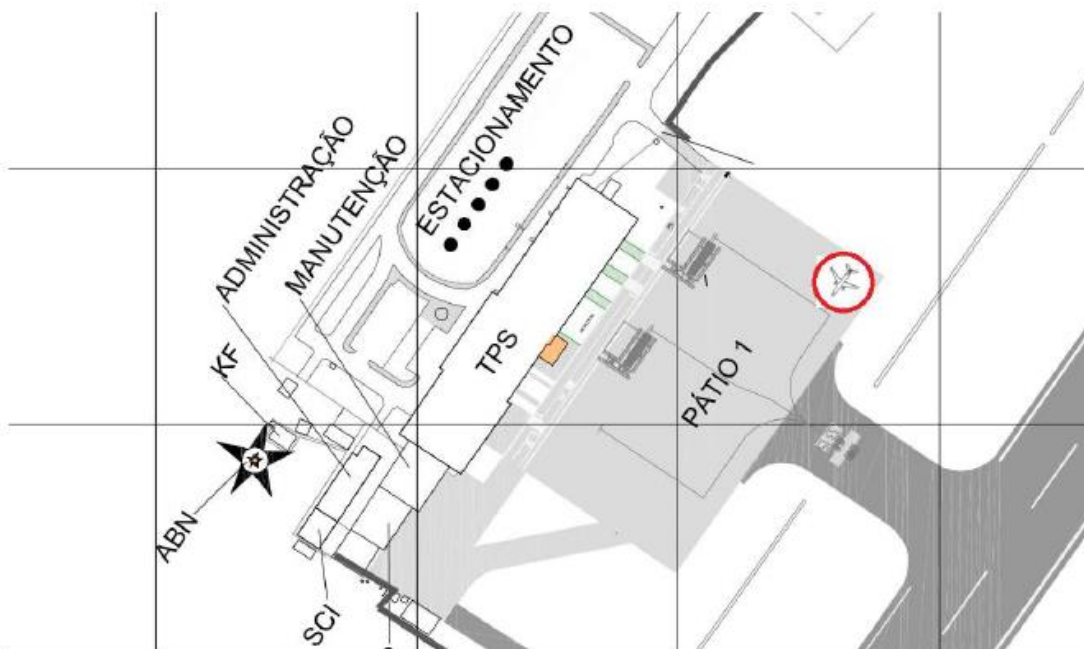 ESTACIONAMENTO
ADMINISTRAÇÃO
MANUTENÇÃO
KF
TPS
PÁTIO 1
ABN
SCI